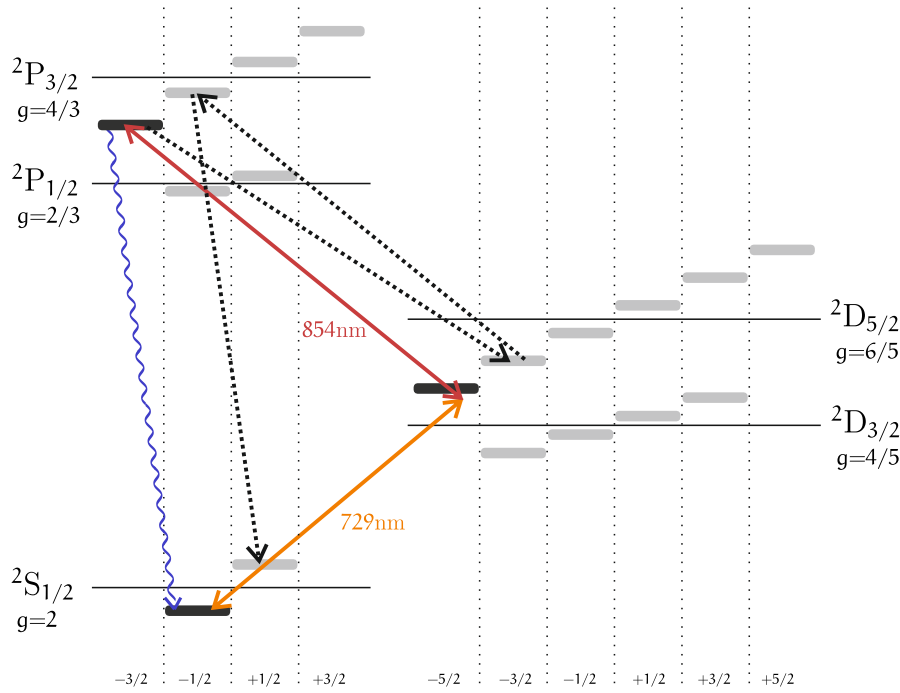 ²P₃/₂
g=4/3
²P₁/₂
g=2/3
854nm
²D₅/₂
g=6/5
²D₃/₂
g=4/5
729nm
²S₁/₂
g=2
−3/2 −1/2 +1/2 +3/2 −5/2 −3/2 −1/2 +1/2 +3/2 +5/2